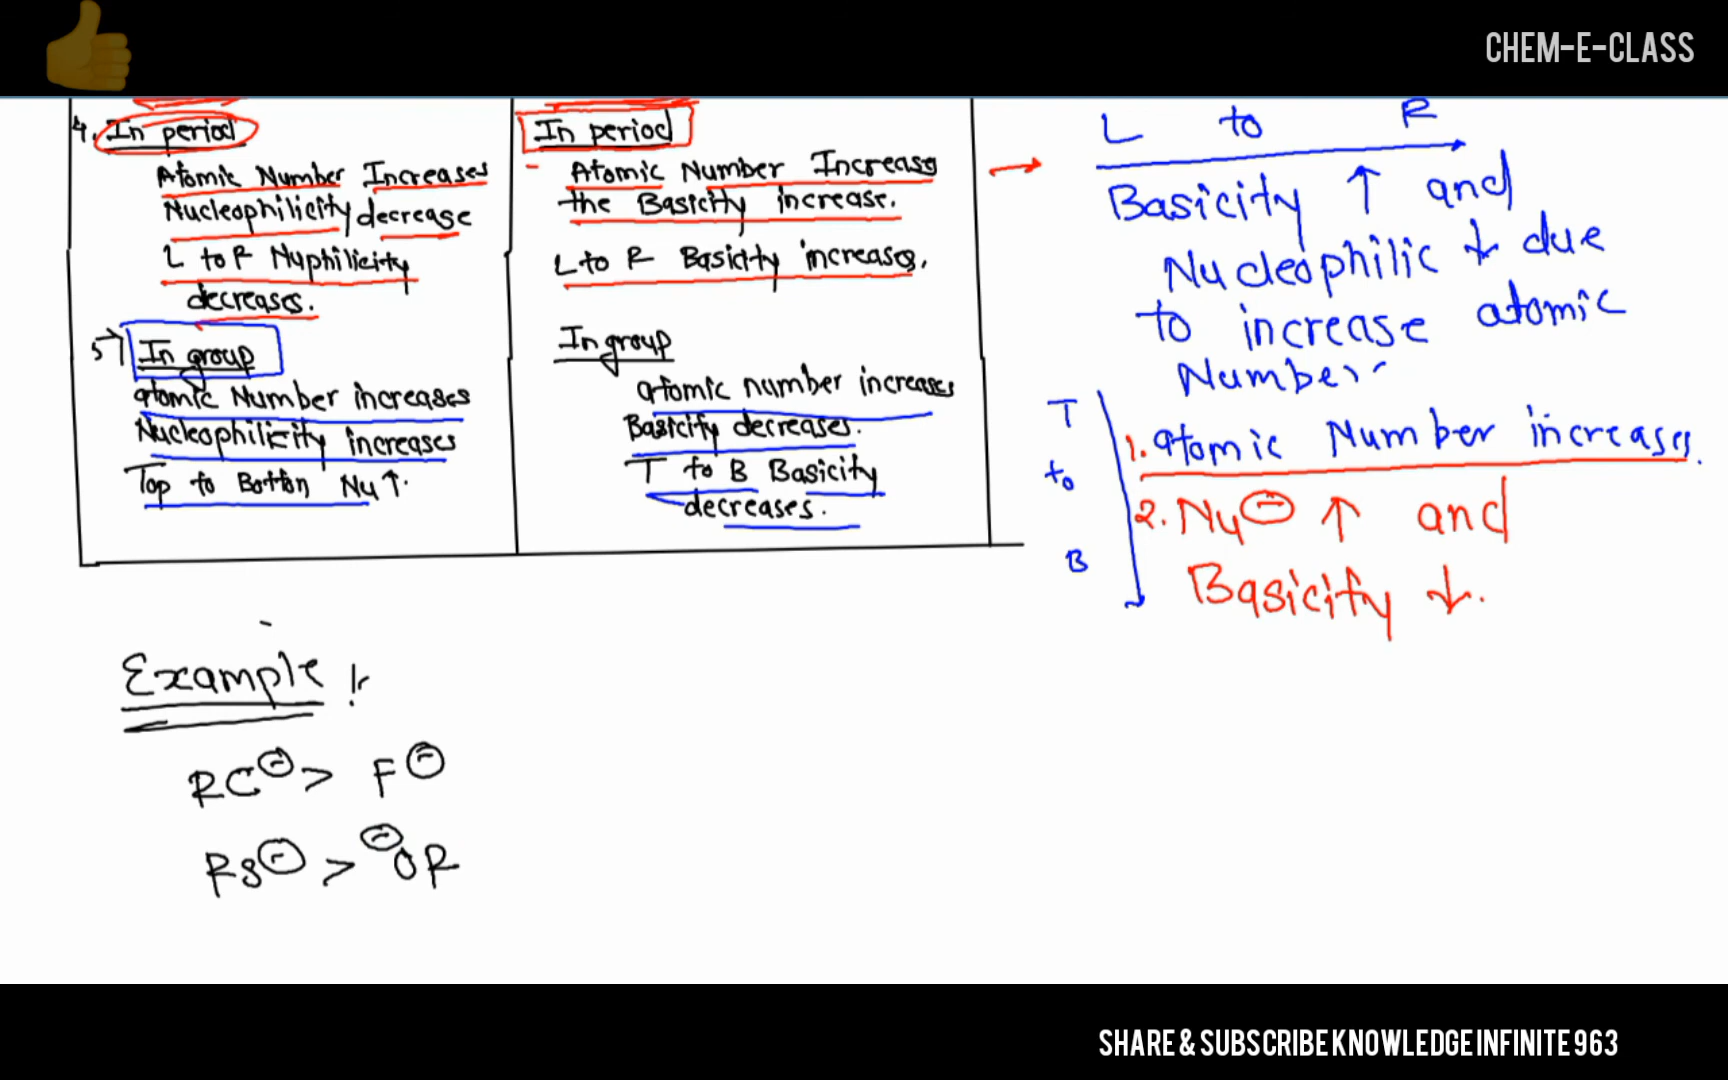 CHEM-E-CLASS
4. In period
Atomic Number Increases
Nucleophilicity decrease
L to R Nuphilicity
decreases.
5→ In group
atomic Number increases
Nucleophilicity increases
Top to Bottom Nu↑.
In period
- Atomic Number Increase
the Basicity increase.
L to R Basicity increases.
In group
atomic number increases
Basicity decreases.
T to B Basicity
decreases.
L to R
Basicity ↑ and
Nucleophilic ↓ due
to increase atomic
Number
T
to
B
1. atomic Number increases.
2. Nu⊖ ↑ and
Basicity ↓.
Example
RC⊖ > F⊖
RS⊖ > ⊖OR
SHARE & SUBSCRIBE KNOWLEDGE INFINITE 963